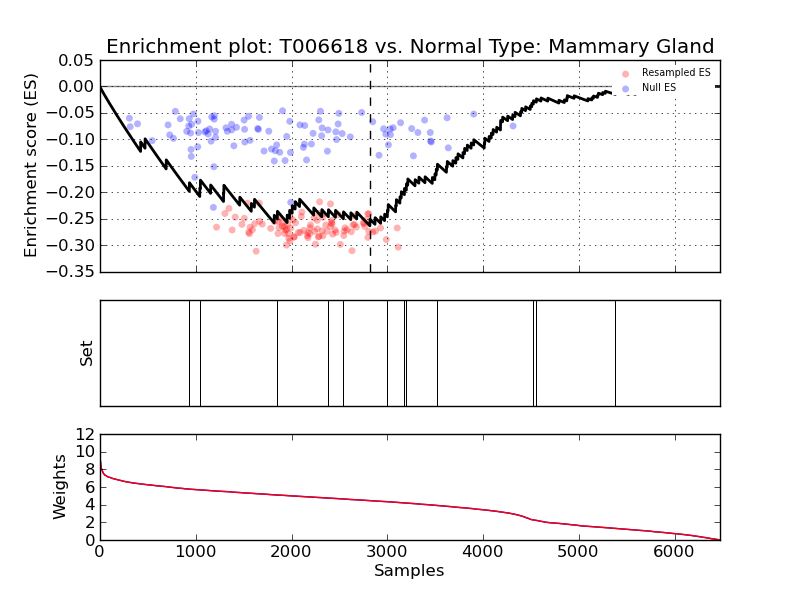 Enrichment plot: T006618 vs. Normal Type: Mammary Gland
0.05
0.00
−0.05
−0.10
−0.15
−0.20
−0.25
−0.30
−0.35
Enrichment score (ES)
Resampled ES
Null ES
Set
12
10
8
6
4
2
0
Weights
0 1000 2000 3000 4000 5000 6000
Samples